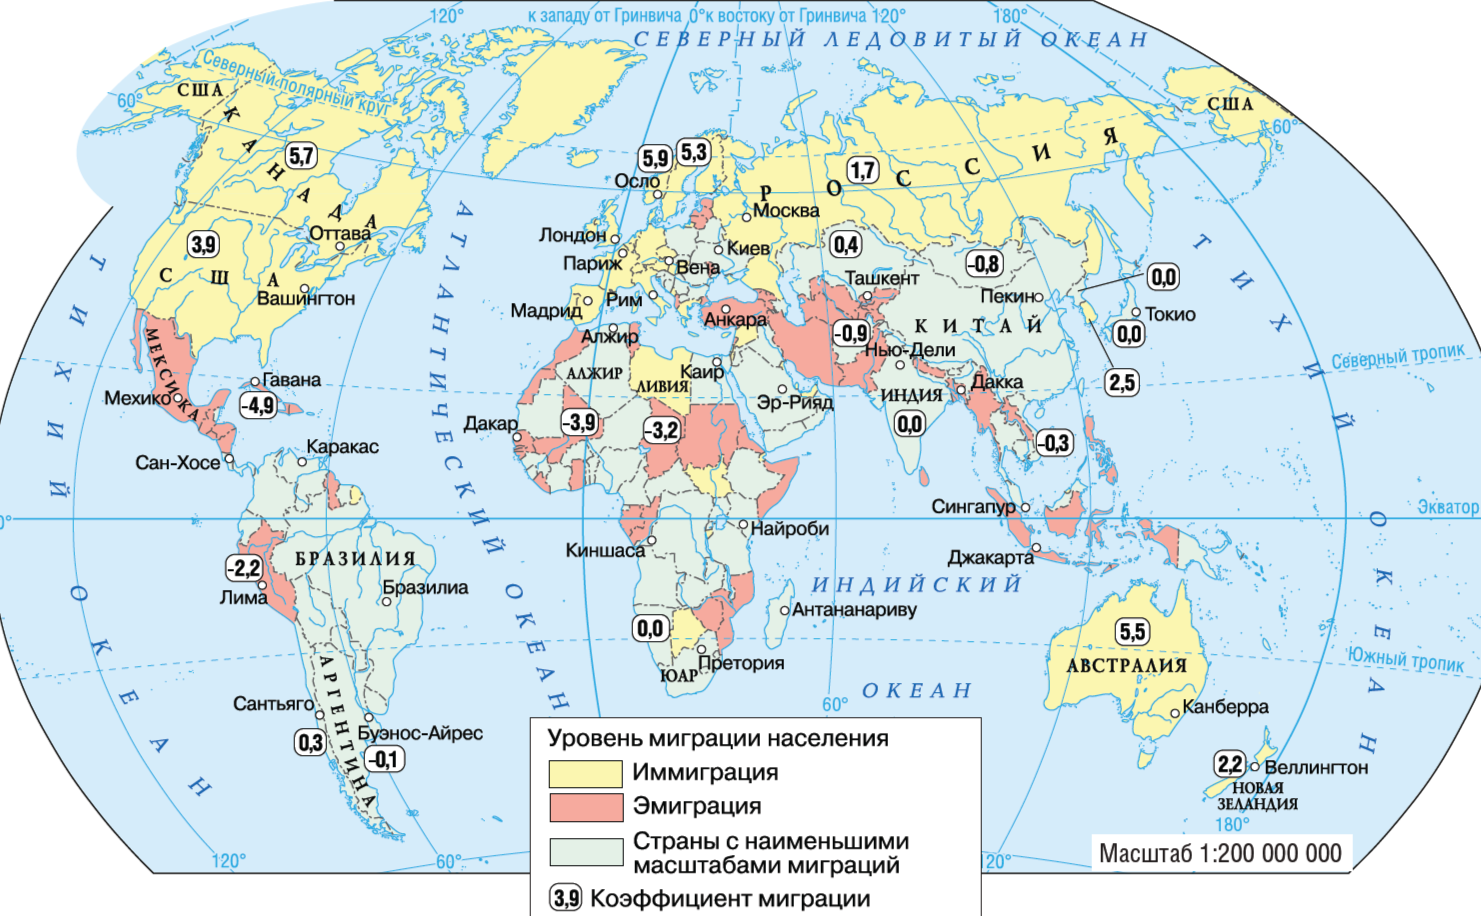 120°
к западу от Гринвича 0° к востоку от Гринвича 120°
180°
СЕВЕРНЫЙ ЛЕДОВИТЫЙ ОКЕАН
Северный полярный круг
60°
США
КАНАДА
5,7
Оттава
3,9
США
Вашингтон
5,9
5,3
Осло
1,7
РОССИЯ
США
60°
Москва
Лондон
Киев
Париж
Вена
0,4
-0,8
0,0
Ташкент
Пекин
Мадрид
Рим
Анкара
-0,9
КИТАЙ
Токио
0,0
Алжир
Нью-Дели
Северный тропик
МЕКСИКА
Мехико
Гавана
-4,9
АЛЖИР
ЛИВИЯ
Каир
Эр-Рияд
ИНДИЯ
Дакка
2,5
0,0
Дакар
-3,9
-3,2
-0,3
Сан-Хосе
Каракас
Сингапур
Экватор
0°
Найроби
Киншаса
Джакарта
БРАЗИЛИЯ
-2,2
Лима
Бразилиа
АТЛАНТИЧЕСКИЙ ОКЕАН
ИНДИЙСКИЙ
ОКЕАН
Антананариву
0,0
Претория
ЮАР
5,5
АВСТРАЛИЯ
Южный тропик
Канберра
Сантьяго
АРГЕНТИНА
Буэнос-Айрес
0,3
-0,1
60°
2,2
Веллингтон
НОВАЯ
ЗЕЛАНДИЯ
180°
ТИХИЙ ОКЕАН
ТИХИЙ ОКЕАН
120°
60°
120°
Уровень миграции населения
Иммиграция
Эмиграция
Страны с наименьшими
масштабами миграций
3,9 Коэффициент миграции
Масштаб 1:200 000 000